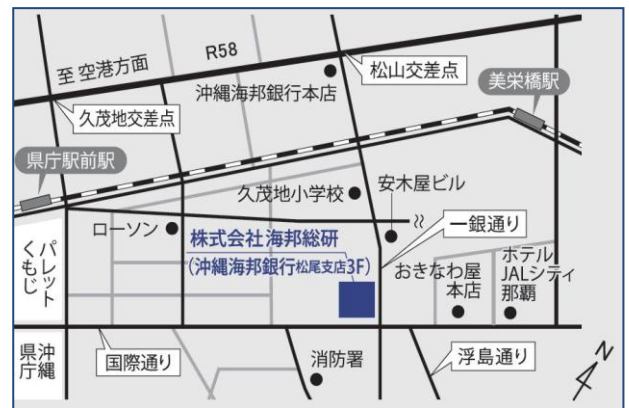 至 空港方面
R58
松山交差点
沖縄海邦銀行本店
美栄橋駅
久茂地交差点
県庁駅前駅
久茂地小学校
安木屋ビル
ローソン
一銀通り
株式会社海邦総研
(沖縄海邦銀行松尾支店3F)
パレット
くもじ
おきなわ屋
本店
ホテル
JALシティ
那覇
沖縄
県庁
国際通り
消防署
浮島通り
N